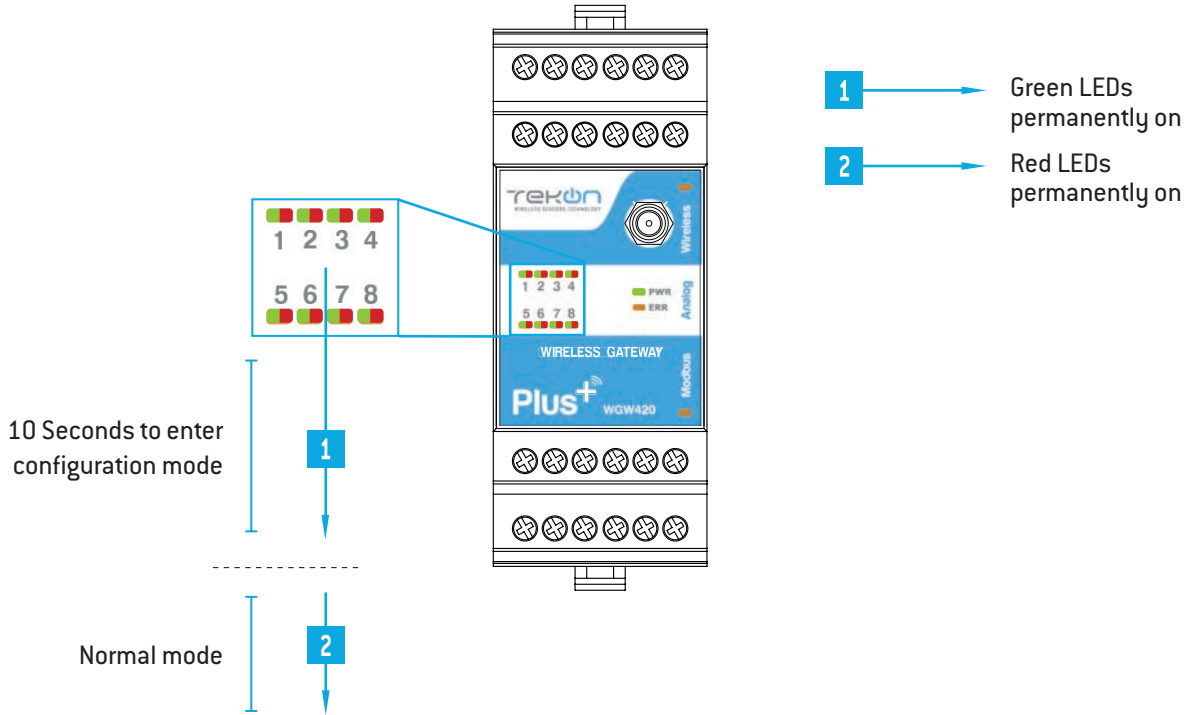 1
Green LEDs
permanently on
2
Red LEDs
permanently on
TEKON
WIRELESS SENSORS TECHNOLOGY
Wireless
1 2 3 4
5 6 7 8
1 2 3 4
5 6 7 8
PWR
ERR
Analog
WIRELESS GATEWAY
Modbus
Plus+
WGW420
10 Seconds to enter
configuration mode
1
Normal mode
2